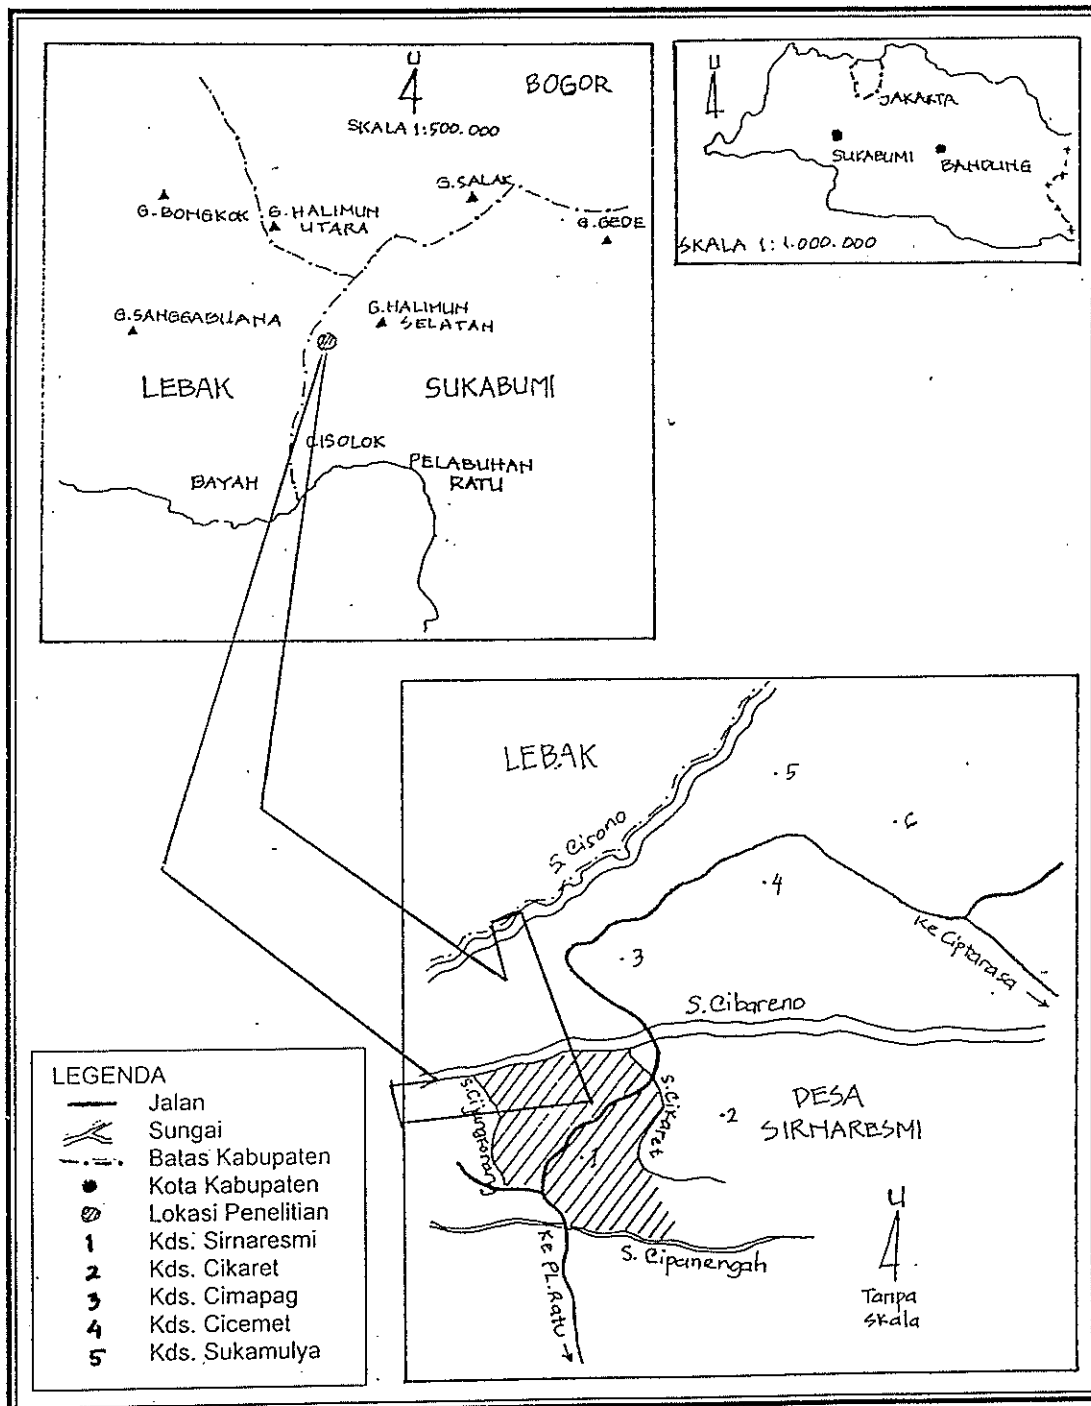 U
SKALA 1:500.000
BOGOR
G.SALAK
G.BONGKOK
G.HALIMUN
UTARA
G.GEDE
G.SANGGABUANA
G.HALIMUN
SELATAN
LEBAK
SUKABUMI
CISOLOK
BAYAH
PELABUHAN
RATU
U
JAKARTA
SUKABUMI
BANDUNG
SKALA 1:1.000.000
LEBAK
5
S. Cisono
6
4
Ke Ciptarasa
3
S. Cibareno
S. Cijungkorang
S. Cikaret
2
DESA
SIRNARESMI
1
U
S. Cipanengah
Ke PL. Ratu
Tanpa
Skala
LEGENDA
Jalan
Sungai
Batas Kabupaten
Kota Kabupaten
Lokasi Penelitian
1 Kds. Sirnaresmi
2 Kds. Cikaret
3 Kds. Cimapag
4 Kds. Cicemet
5 Kds. Sukamulya